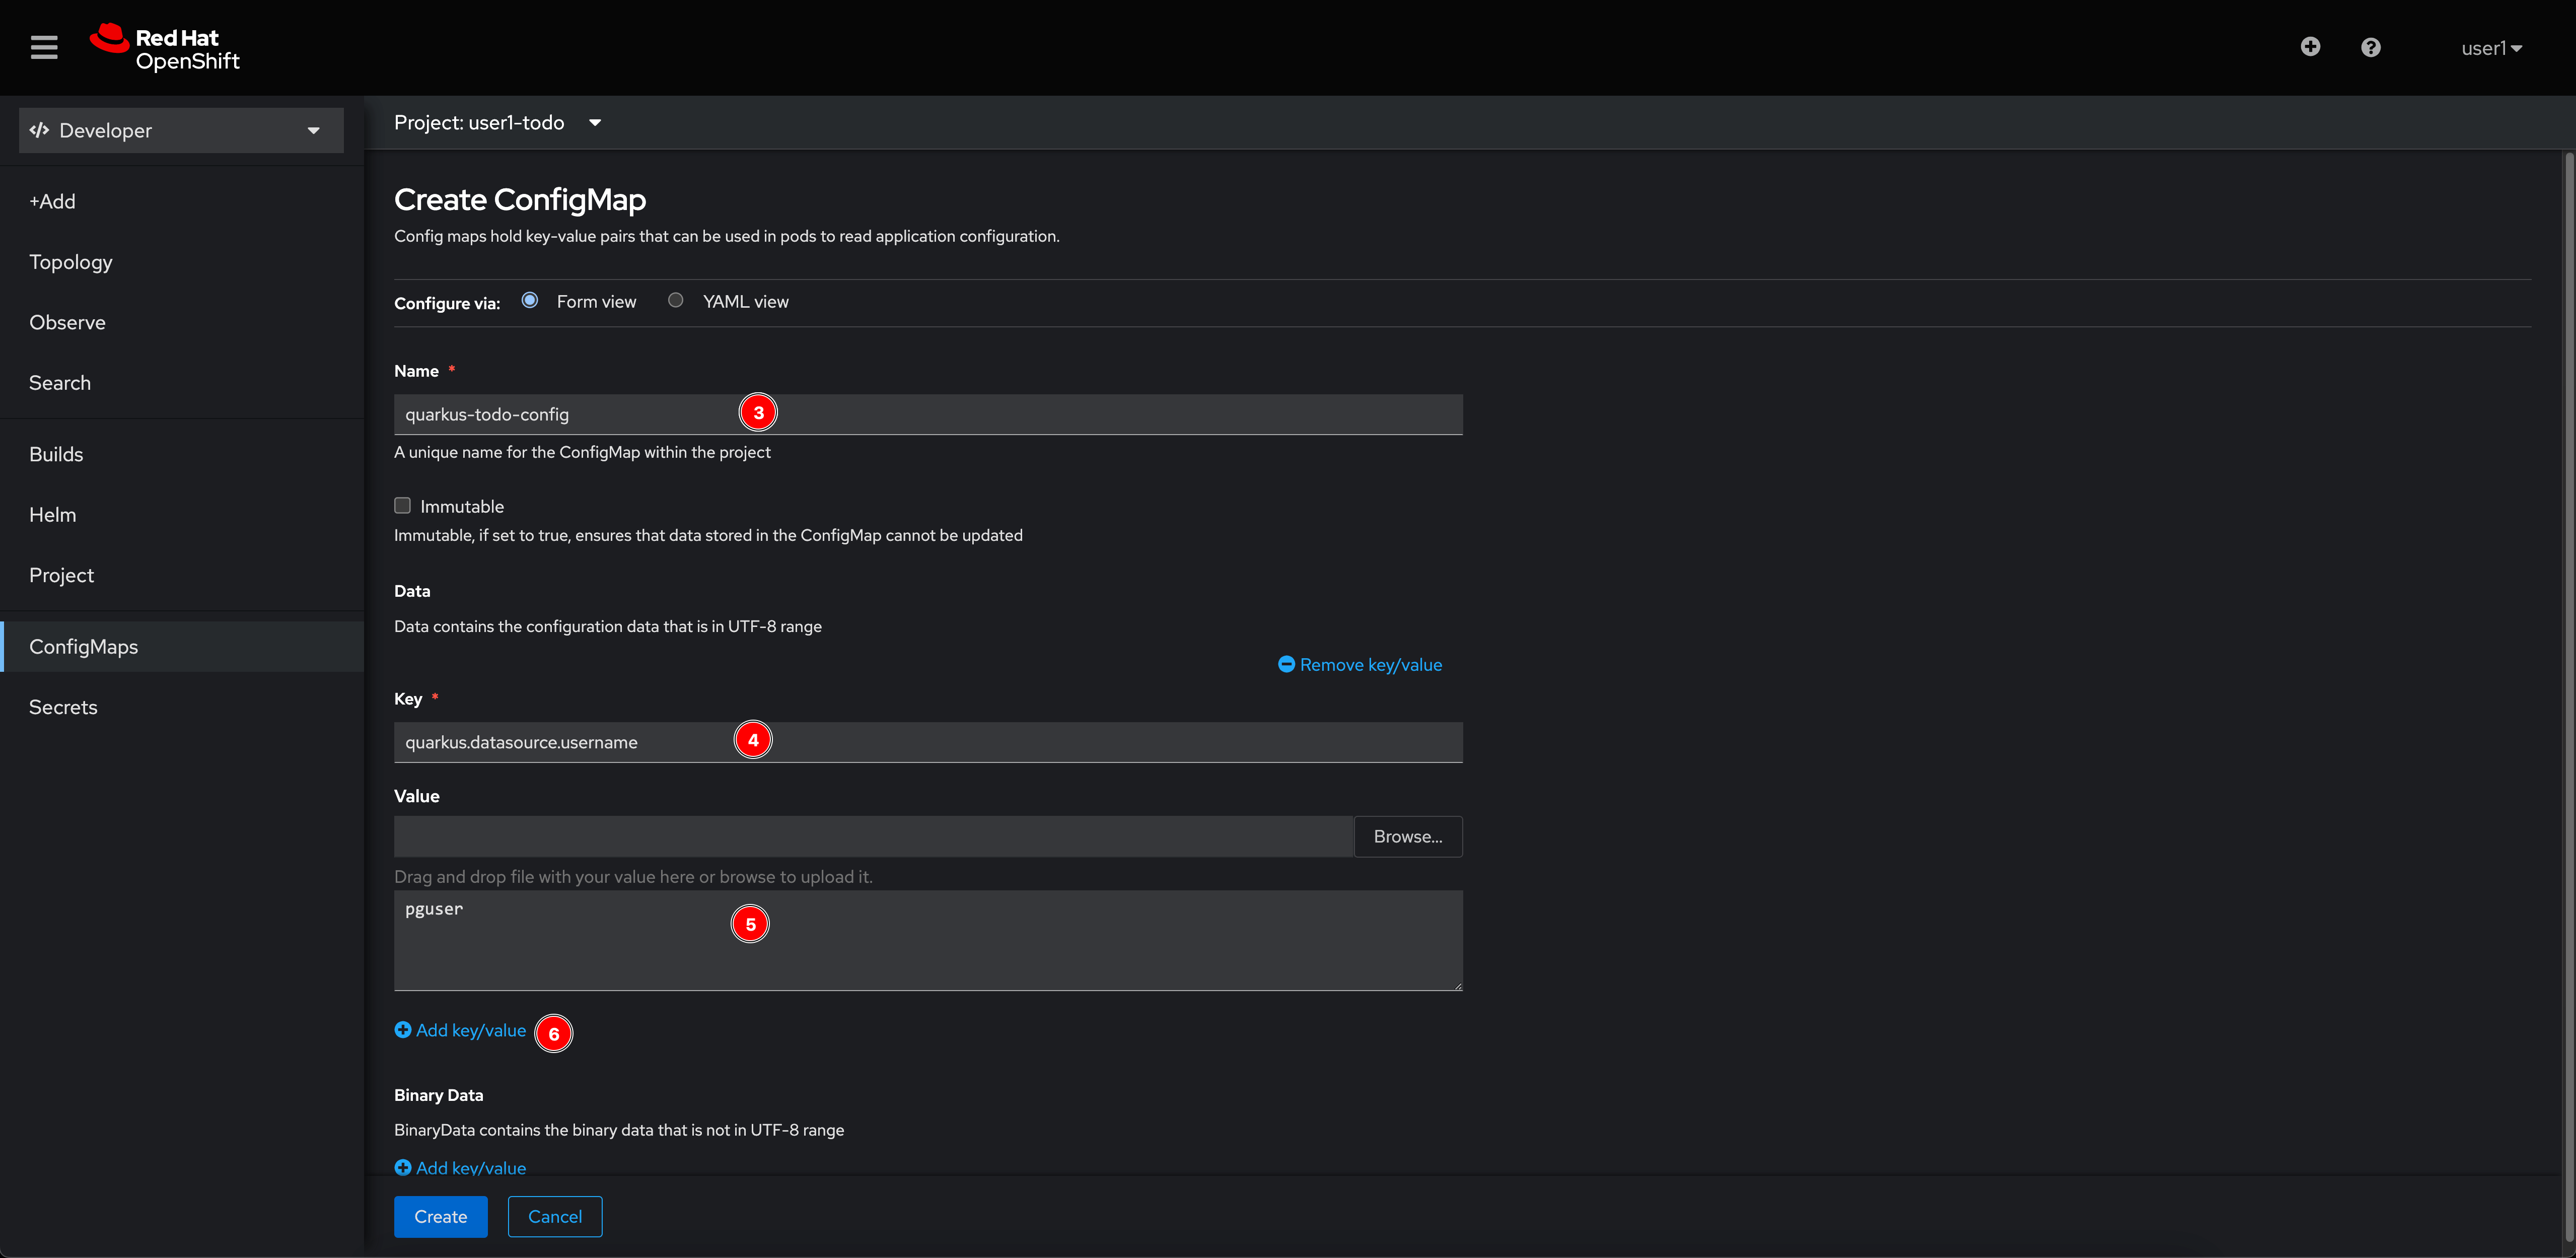 Red Hat
OpenShift
user1
Developer
+Add
Topology
Observe
Search
Builds
Helm
Project
ConfigMaps
Secrets
Project: user1-todo
Create ConfigMap
Config maps hold key-value pairs that can be used in pods to read application configuration.
Configure via: Form view YAML view
Name *
quarkus-todo-config 3
A unique name for the ConfigMap within the project
Immutable
Immutable, if set to true, ensures that data stored in the ConfigMap cannot be updated
Data
Data contains the configuration data that is in UTF-8 range
Remove key/value
Key *
quarkus.datasource.username 4
Value
Browse...
Drag and drop file with your value here or browse to upload it.
pguser
5
Add key/value 6
Binary Data
BinaryData contains the binary data that is not in UTF-8 range
Add key/value
Create Cancel